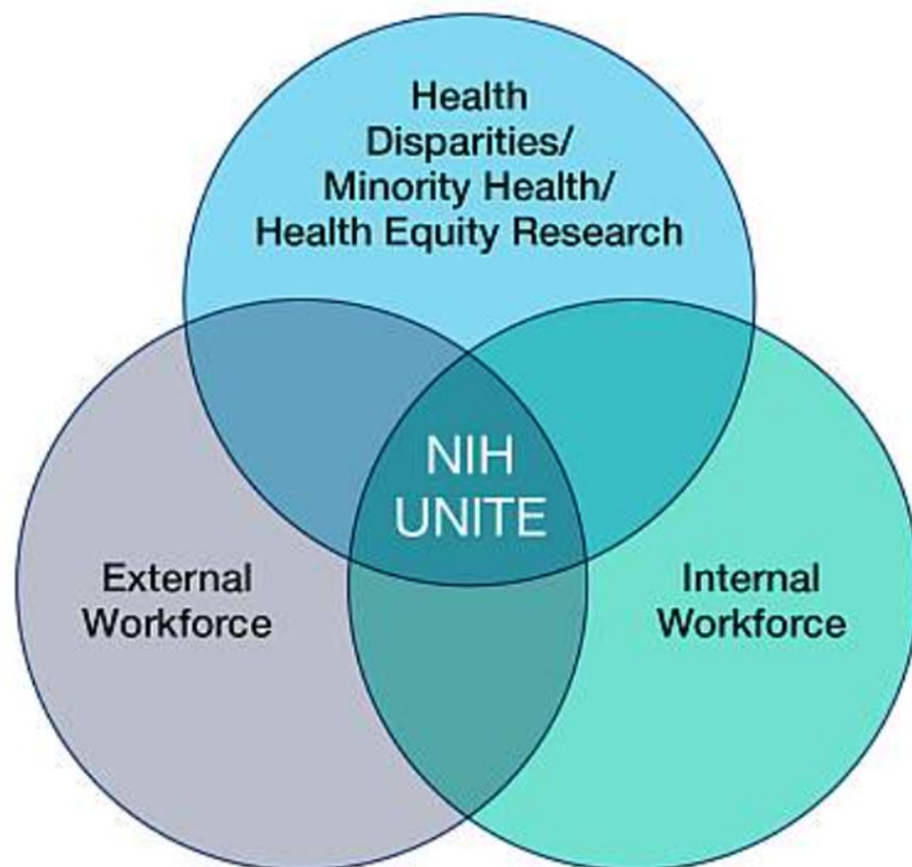 Health
Disparities/
Minority Health/
Health Equity Research
NIH
UNITE
External
Workforce
Internal
Workforce